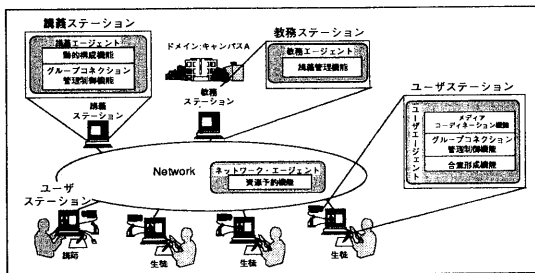 講義ステーション
講義エージェント
動的構成機能
グループコネクション
管理制御機能
講義
ステーション
ドメイン:キャンパスA
教務
ステーション
教務ステーション
教務エージェント
講義管理機能
ユーザステーション
ユーザエージェント
メディア
コーディネーション機能
グループコネクション
管理制御機能
合意形成機能
Network
ネットワーク・エージェント
資源予約機能
ユーザ
ステーション
講師
生徒
生徒
生徒